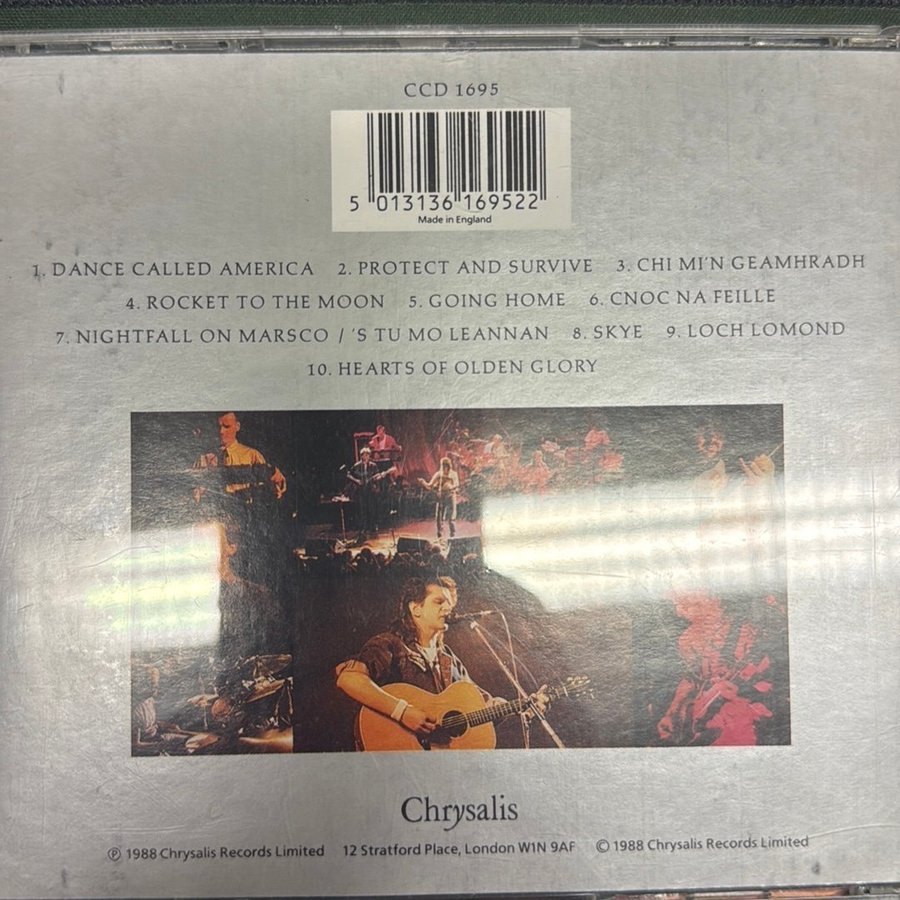 CCD 1695
5 013136 169522
Made in England
1. DANCE CALLED AMERICA 2. PROTECT AND SURVIVE 3. CHI MI'N GEAMHRADH
4. ROCKET TO THE MOON 5. GOING HOME 6. CNOC NA FEILLE
7. NIGHTFALL ON MARSCO / 'S TU MO LEANNAN 8. SKYE 9. LOCH LOMOND
10. HEARTS OF OLDEN GLORY
Chrysalis
℗ 1988 Chrysalis Records Limited 12 Stratford Place, London W1N 9AF © 1988 Chrysalis Records Limited